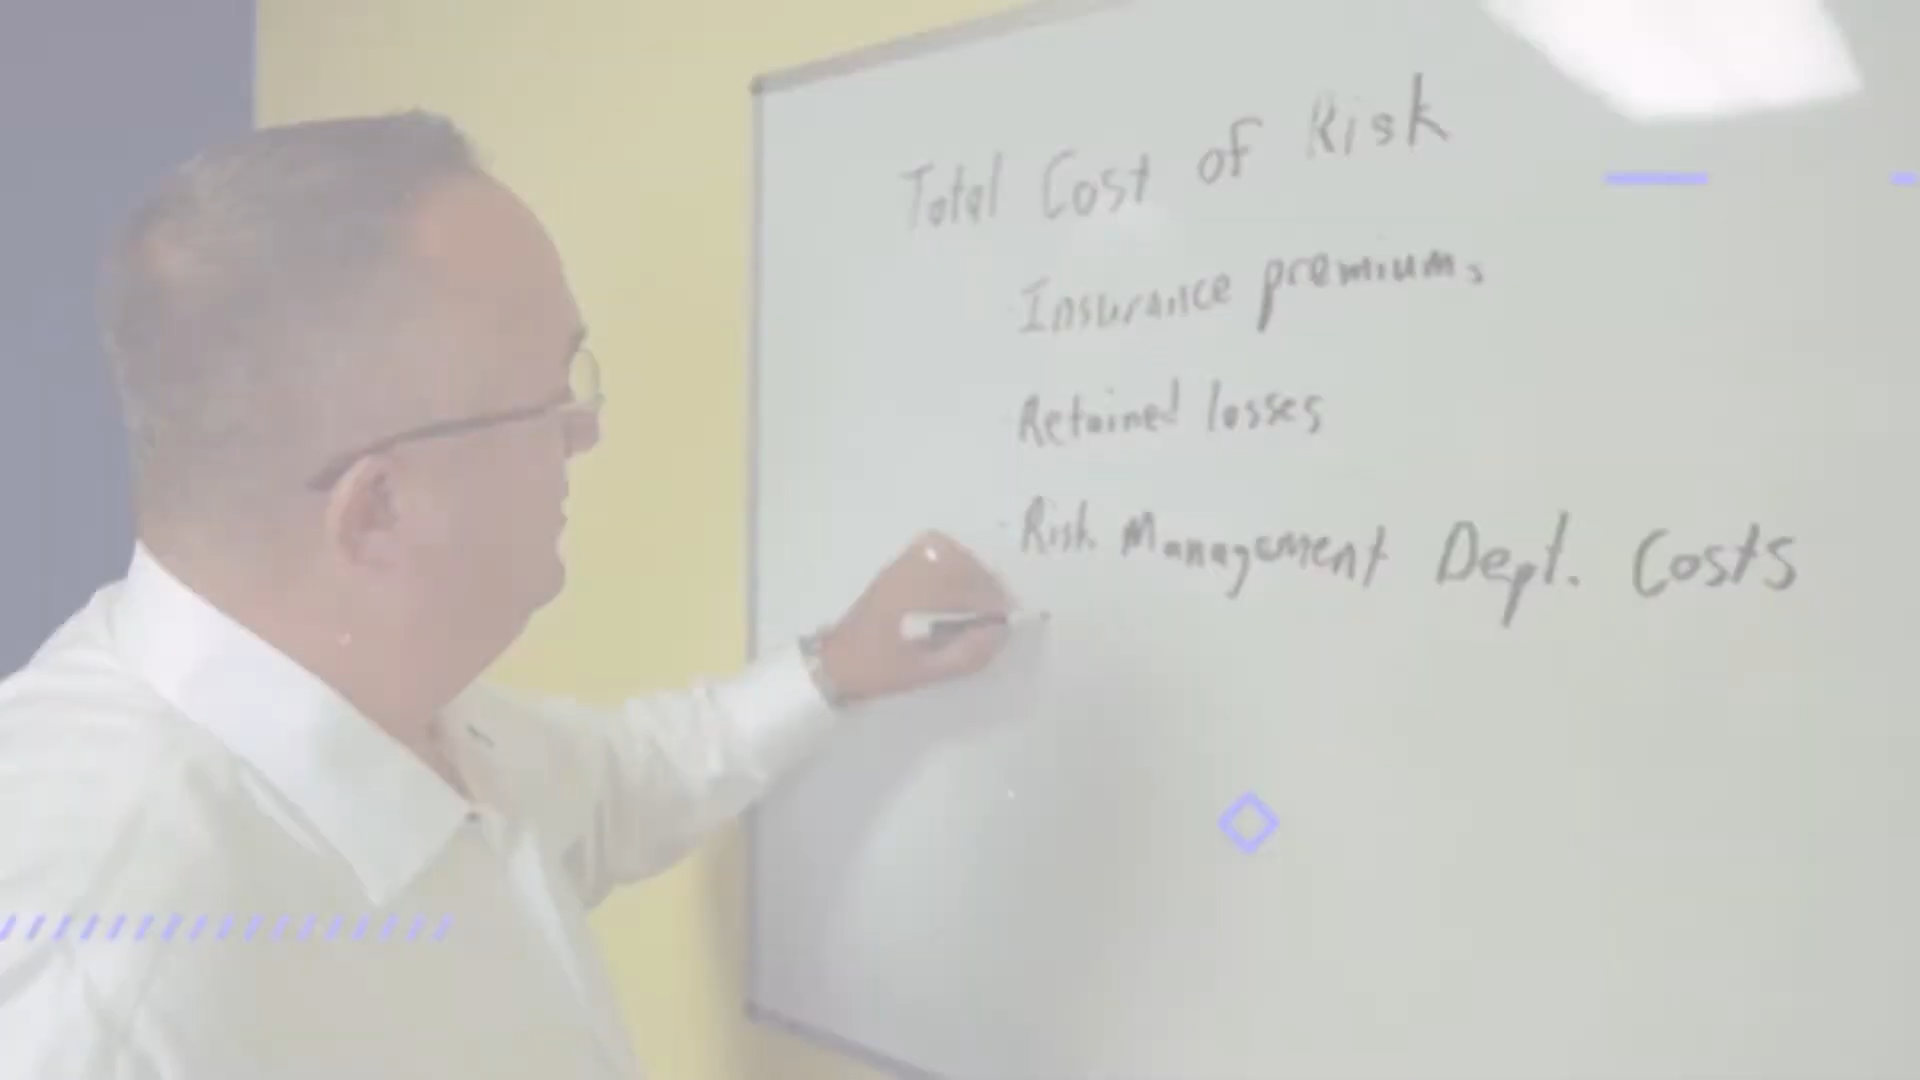 Total Cost of Risk
Insurance premiums
Retained losses
Risk Management Dept. Costs